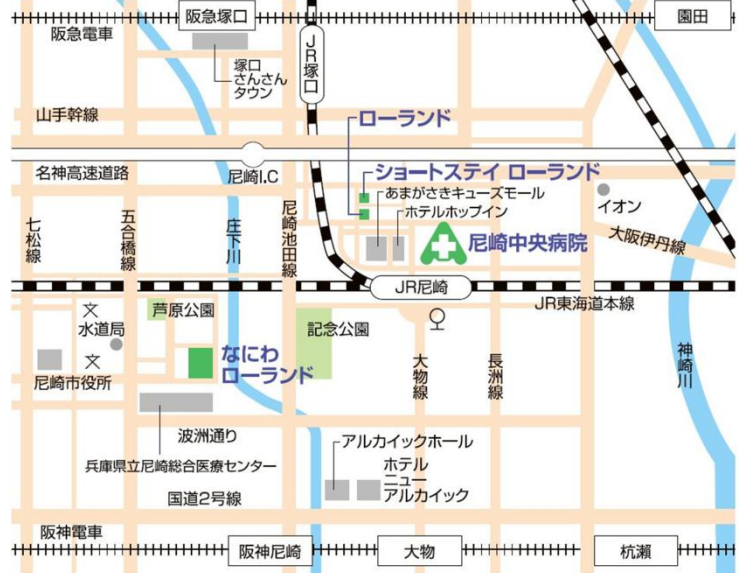 阪急塚口
園田
阪急電車
塚口
さんさん
タウン
JR塚口
山手幹線
ローランド
名神高速道路
尼崎I.C
ショートステイ ローランド
あまがさきキューズモール
ホテルホップイン
イオン
尼崎中央病院
大阪伊丹線
七松線
五合橋線
庄下川
尼崎池田線
JR尼崎
JR東海道本線
文
芦原公園
水道局
文
尼崎市役所
なにわ
ローランド
記念公園
大物線
長洲線
神崎川
波洲通り
兵庫県立尼崎総合医療センター
アルカイックホール
ホテル
ニュー
アルカイック
国道2号線
阪神電車
阪神尼崎
大物
杭瀬